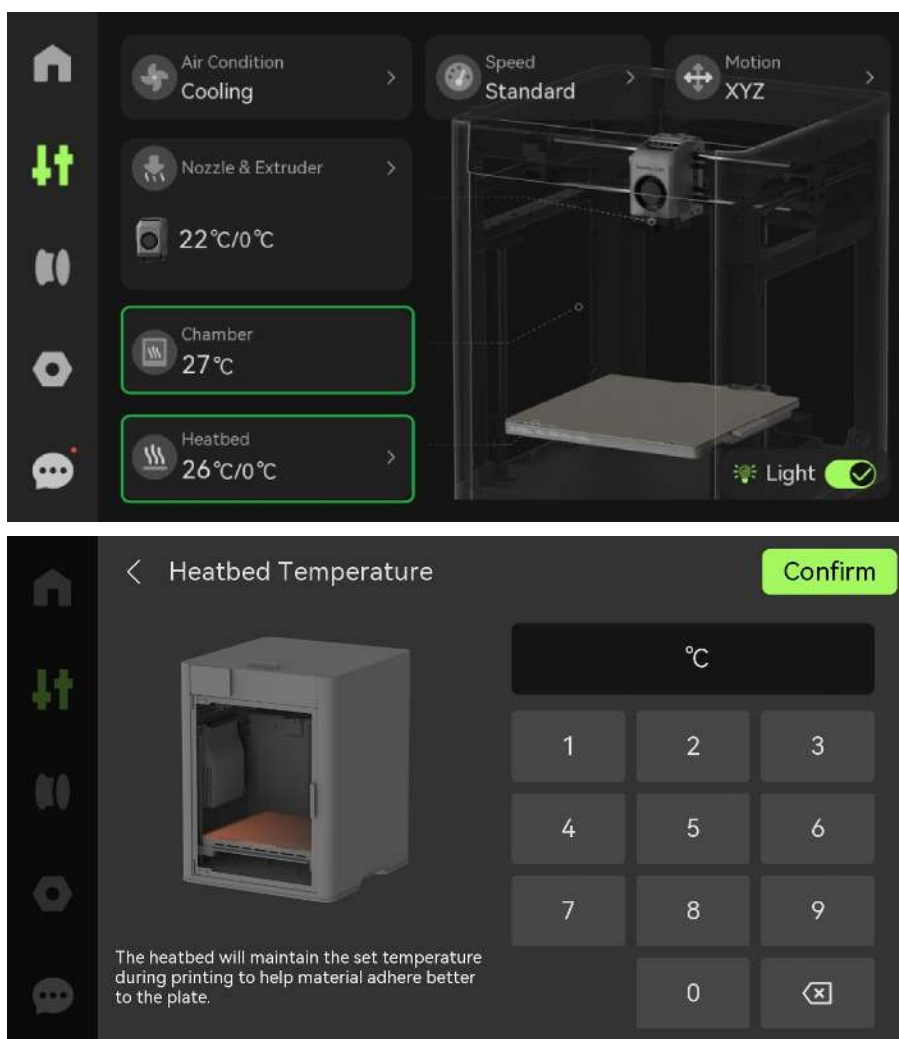 Air Condition
Cooling
Speed
Standard
Motion
XYZ
Nozzle & Extruder
22℃/0℃
Chamber
27℃
Heatbed
26℃/0℃
Light
Heatbed Temperature
Confirm
℃
1 2 3
4 5 6
7 8 9
0
The heatbed will maintain the set temperature
during printing to help material adhere better
to the plate.